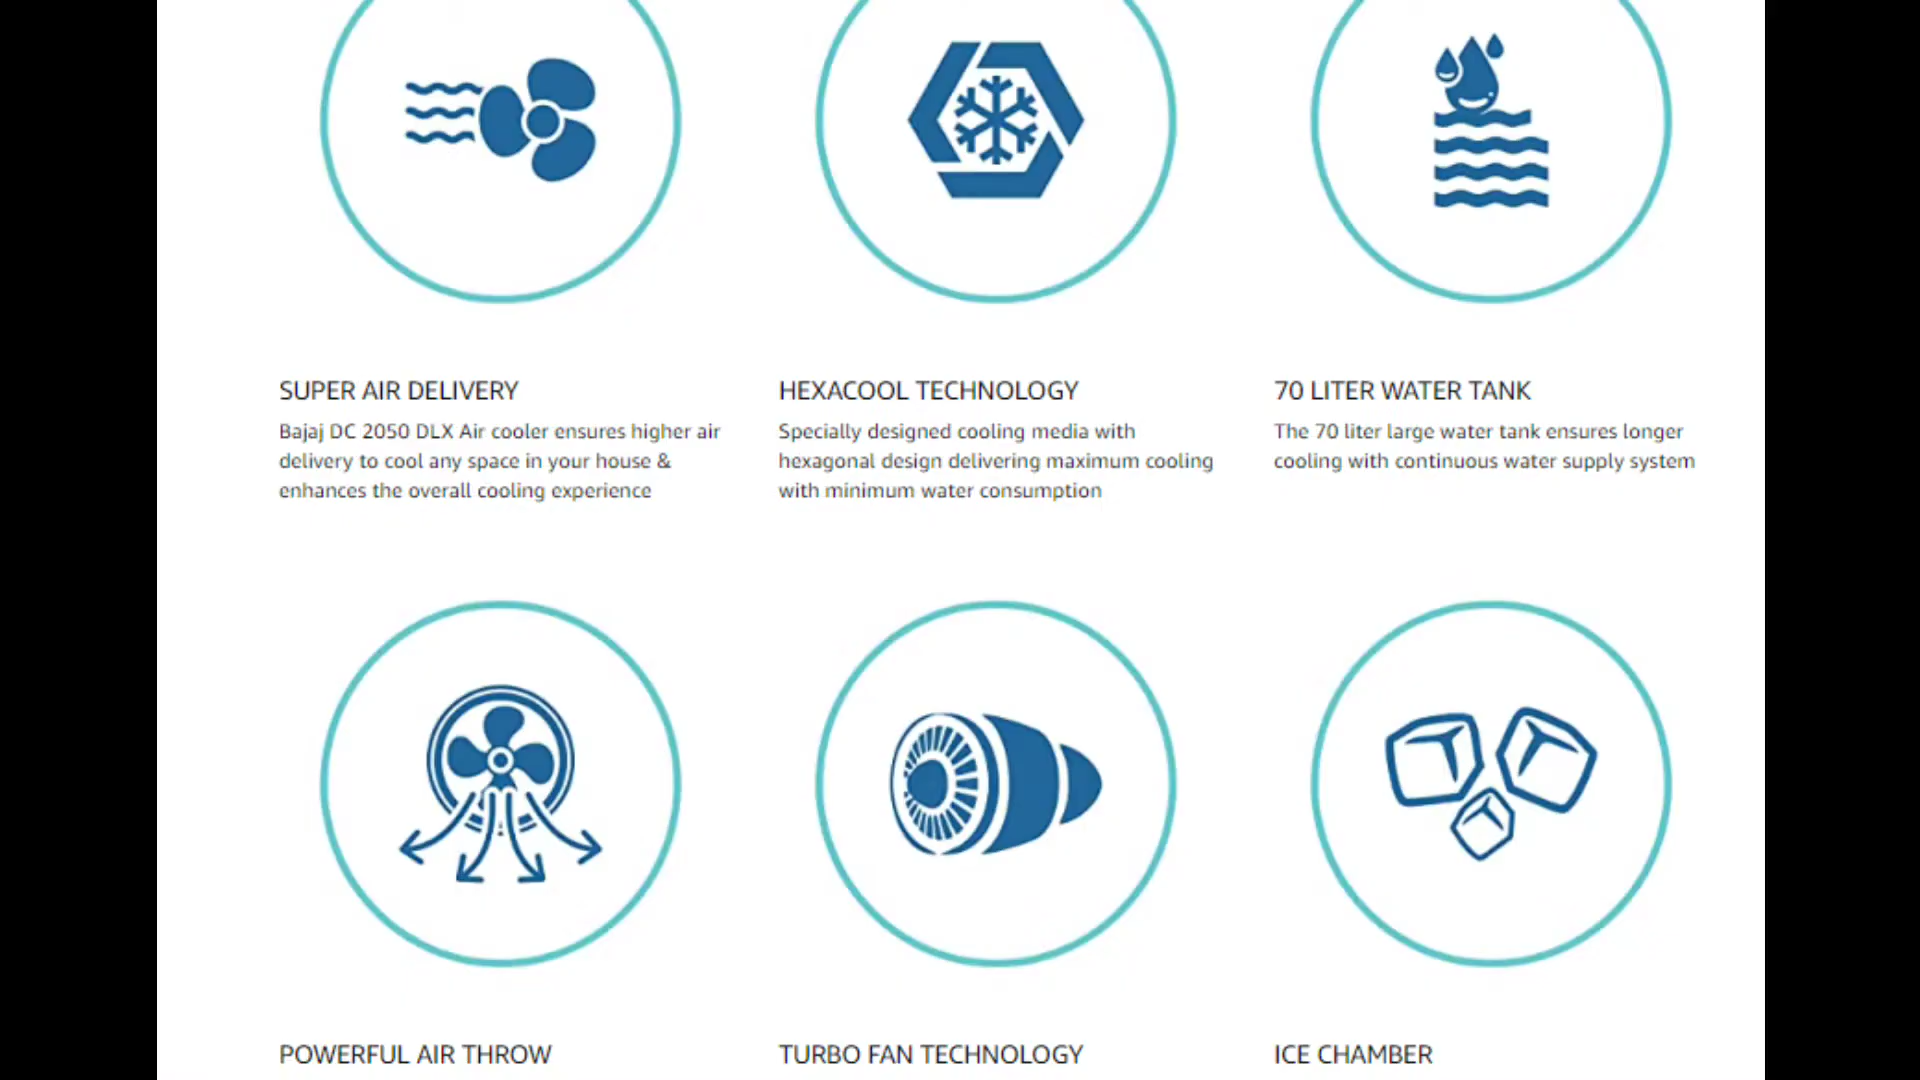 SUPER AIR DELIVERY
Bajaj DC 2050 DLX Air cooler ensures higher air
delivery to cool any space in your house &
enhances the overall cooling experience
HEXACOOL TECHNOLOGY
Specially designed cooling media with
hexagonal design delivering maximum cooling
with minimum water consumption
70 LITER WATER TANK
The 70 liter large water tank ensures longer
cooling with continuous water supply system
POWERFUL AIR THROW
TURBO FAN TECHNOLOGY
ICE CHAMBER